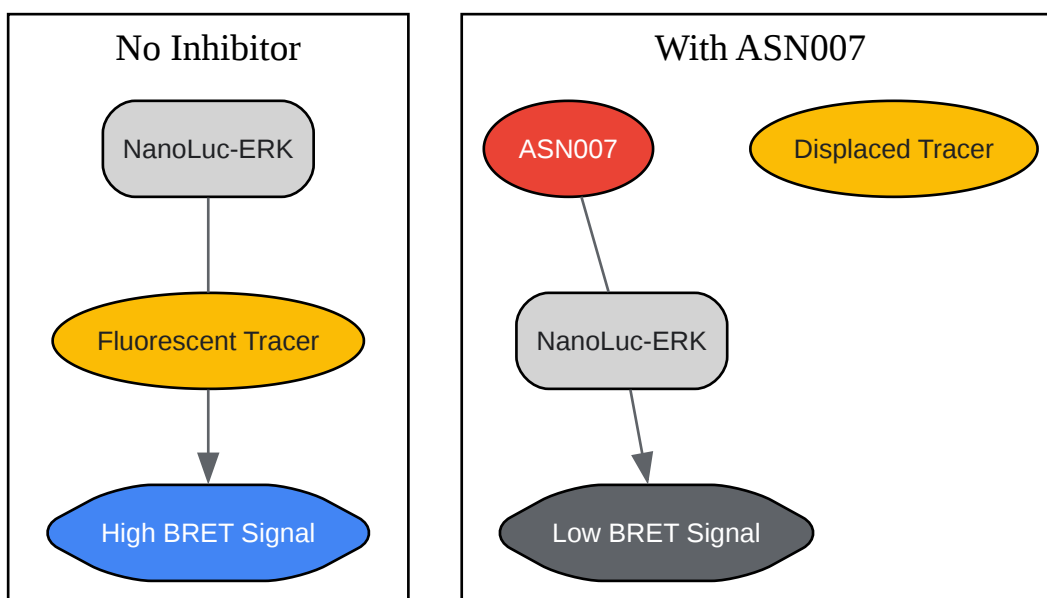 No Inhibitor
NanoLuc-ERK
Fluorescent Tracer
High BRET Signal
With ASN007
ASN007
Displaced Tracer
NanoLuc-ERK
Low BRET Signal